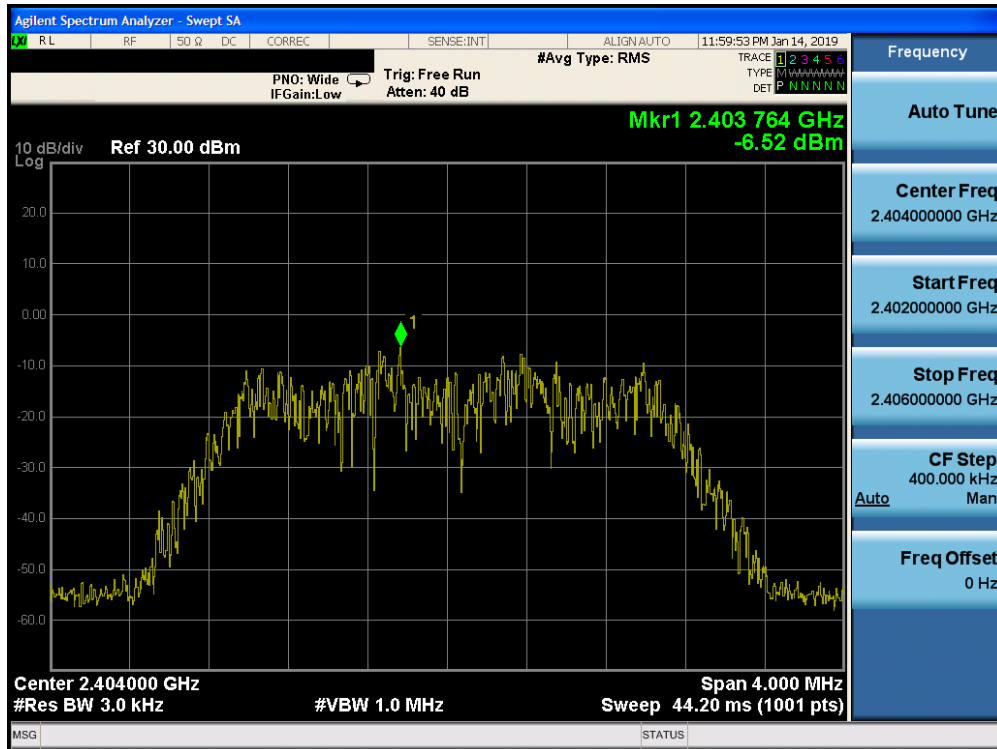 Agilent Spectrum Analyzer - Swept SA
LXI RL RF 50 Ω DC CORREC SENSE:INT ALIGN AUTO 11:59:53 PM Jan 14, 2019
Frequency
#Avg Type: RMS
TRACE 1 2 3 4 5 6
PNO: Wide Trig: Free Run
TYPE M WWWWW
IFGain:Low Atten: 40 dB
DET P N N N N N
Auto Tune
Mkr1 2.403 764 GHz
-6.52 dBm
10 dB/div Ref 30.00 dBm
Log
20.0
10.0
0.00
-10.0
-20.0
-30.0
-40.0
-50.0
-60.0
1
Center Freq
2.404000000 GHz
Start Freq
2.402000000 GHz
Stop Freq
2.406000000 GHz
CF Step
400.000 kHz
Auto Man
Freq Offset
0 Hz
Center 2.404000 GHz Span 4.000 MHz
#Res BW 3.0 kHz #VBW 1.0 MHz Sweep 44.20 ms (1001 pts)
MSG STATUS